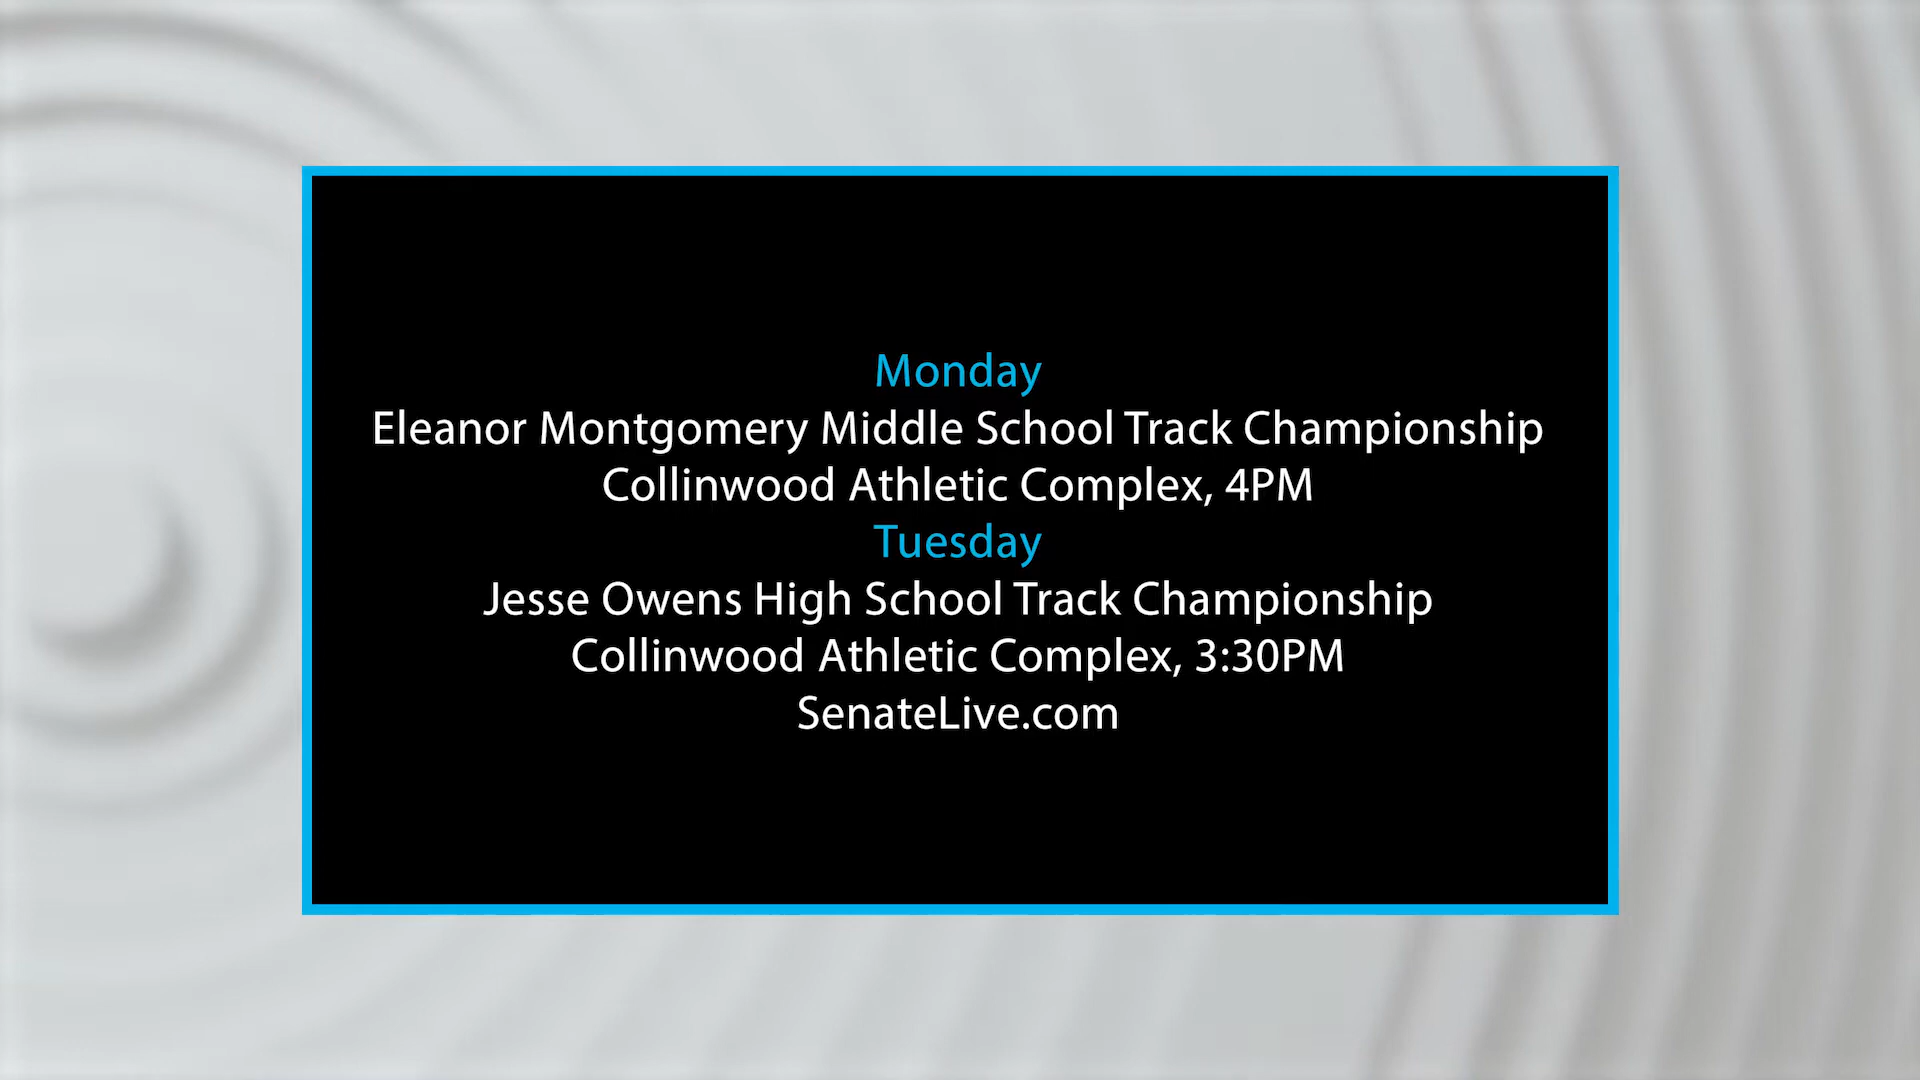 Monday
Eleanor Montgomery Middle School Track Championship
Collinwood Athletic Complex, 4PM
Tuesday
Jesse Owens High School Track Championship
Collinwood Athletic Complex, 3:30PM
SenateLive.com